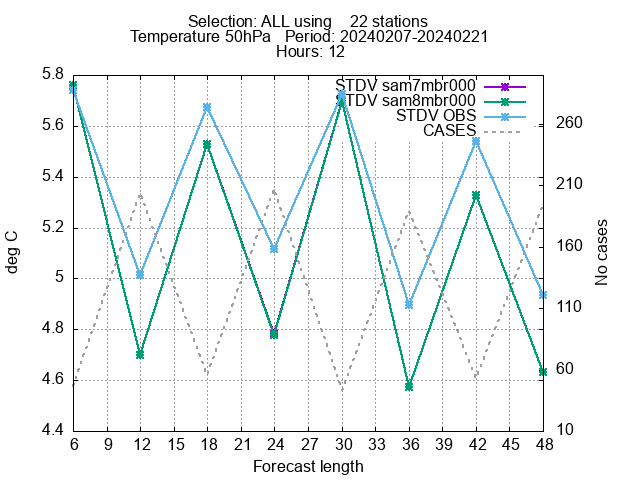 Selection: ALL using    22 stations
Temperature 50hPa   Period: 20240207-20240221
Hours: 12
STDV sam7mbr000
STDV sam8mbr000
STDV OBS
CASES
5.8
5.6
5.4
5.2
5
4.8
4.6
4.4
deg C
260
210
160
110
60
10
No cases
6 12 15 18 21 24 27 30 33 36 39 42 45 48
Forecast length